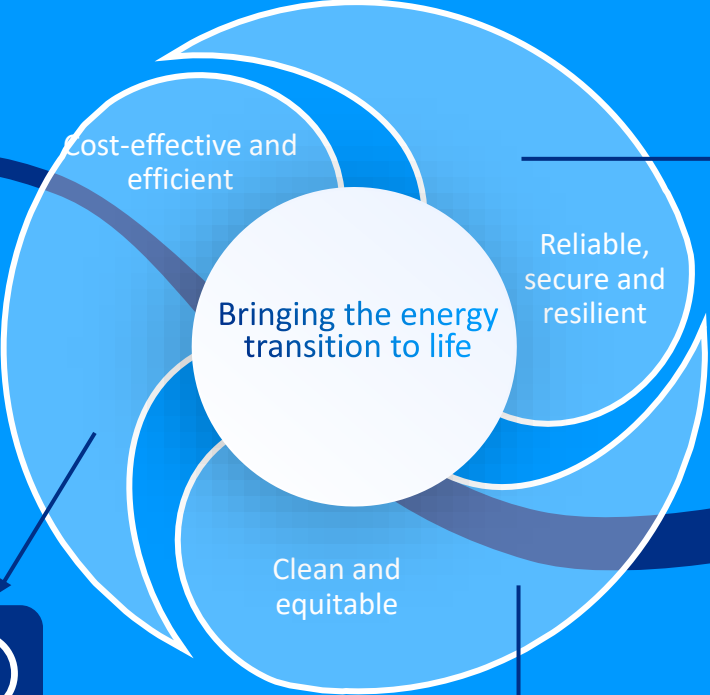 Cost-effective and
efficient
Reliable,
secure and
resilient
Bringing the energy
transition to life
Clean and
equitable